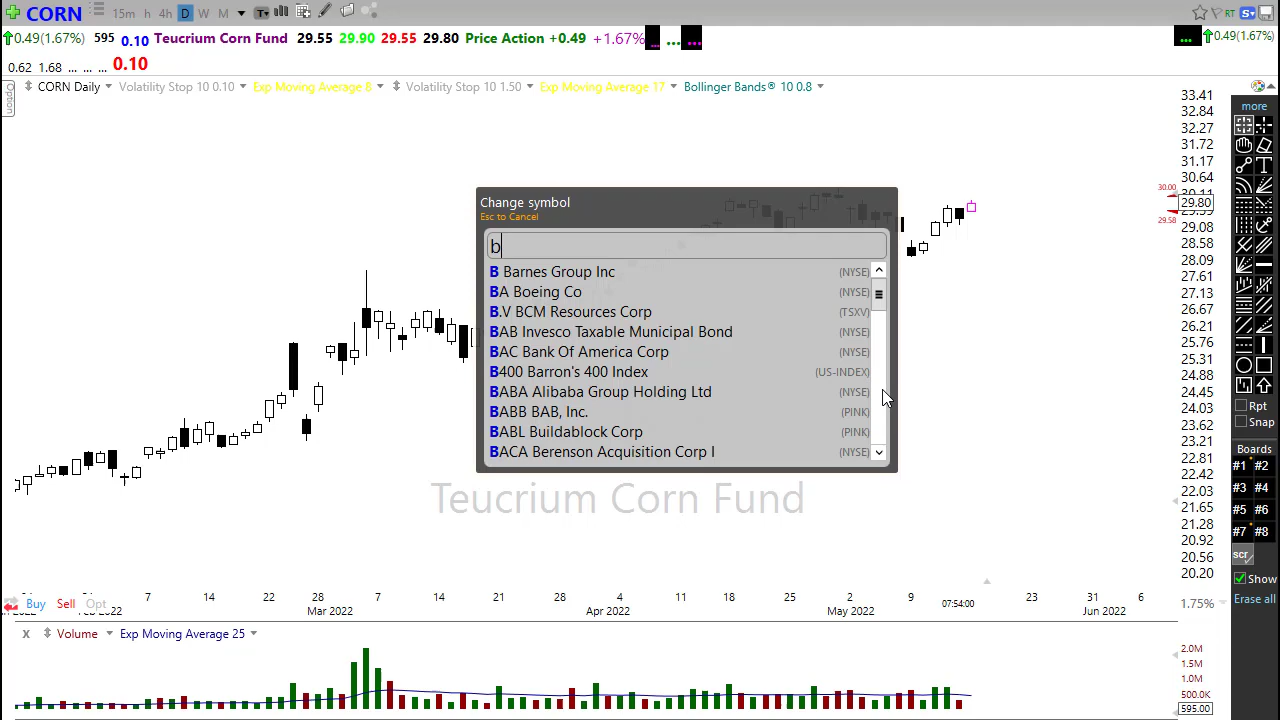 CORN 15m h 4h D W M T RT S
0.49(1.67%) 595 0.10 Teucrium Corn Fund 29.55 29.90 29.55 29.80 Price Action +0.49 +1.67% ... ... ... ... 0.49(1.67%)
0.62 1.68 ... ... 0.10
Option CORN Daily Volatility Stop 10 0.10 Exp Moving Average 8 Volatility Stop 10 1.50 Exp Moving Average 17 Bollinger Bands® 10 0.8
33.41
32.84
32.27
31.72
31.17
30.64
30.00
29.80
29.58
29.08
28.58
28.09
27.61
27.13
26.67
26.21
25.76
25.31
24.88
24.45
24.03
23.62
23.21
22.81
22.42
22.03
21.65
21.28
20.92
20.56
20.20
more
Rpt
Snap
Boards
#1 #2
#3 #4
#5 #6
#7 #8
scr
Show
Erase all
Change symbol
Esc to Cancel
b
B Barnes Group Inc (NYSE)
BA Boeing Co (NYSE)
B.V BCM Resources Corp (TSXV)
BAB Invesco Taxable Municipal Bond (NYSE)
BAC Bank Of America Corp (NYSE)
B400 Barron's 400 Index (US-INDEX)
BABA Alibaba Group Holding Ltd (NYSE)
BABB BAB, Inc. (PINK)
BABL Buildablock Corp (PINK)
BACA Berenson Acquisition Corp I (NYSE)
Teucrium Corn Fund
7 14 22 28 7 14 21 28 4 11 18 25 2 9 07:54:00 23 31 6
Buy Sell Opt Mar 2022 Apr 2022 May 2022 Jun 2022 1.75%
X Volume Exp Moving Average 25
2.0M
1.5M
1.0M
500.0K
595.00